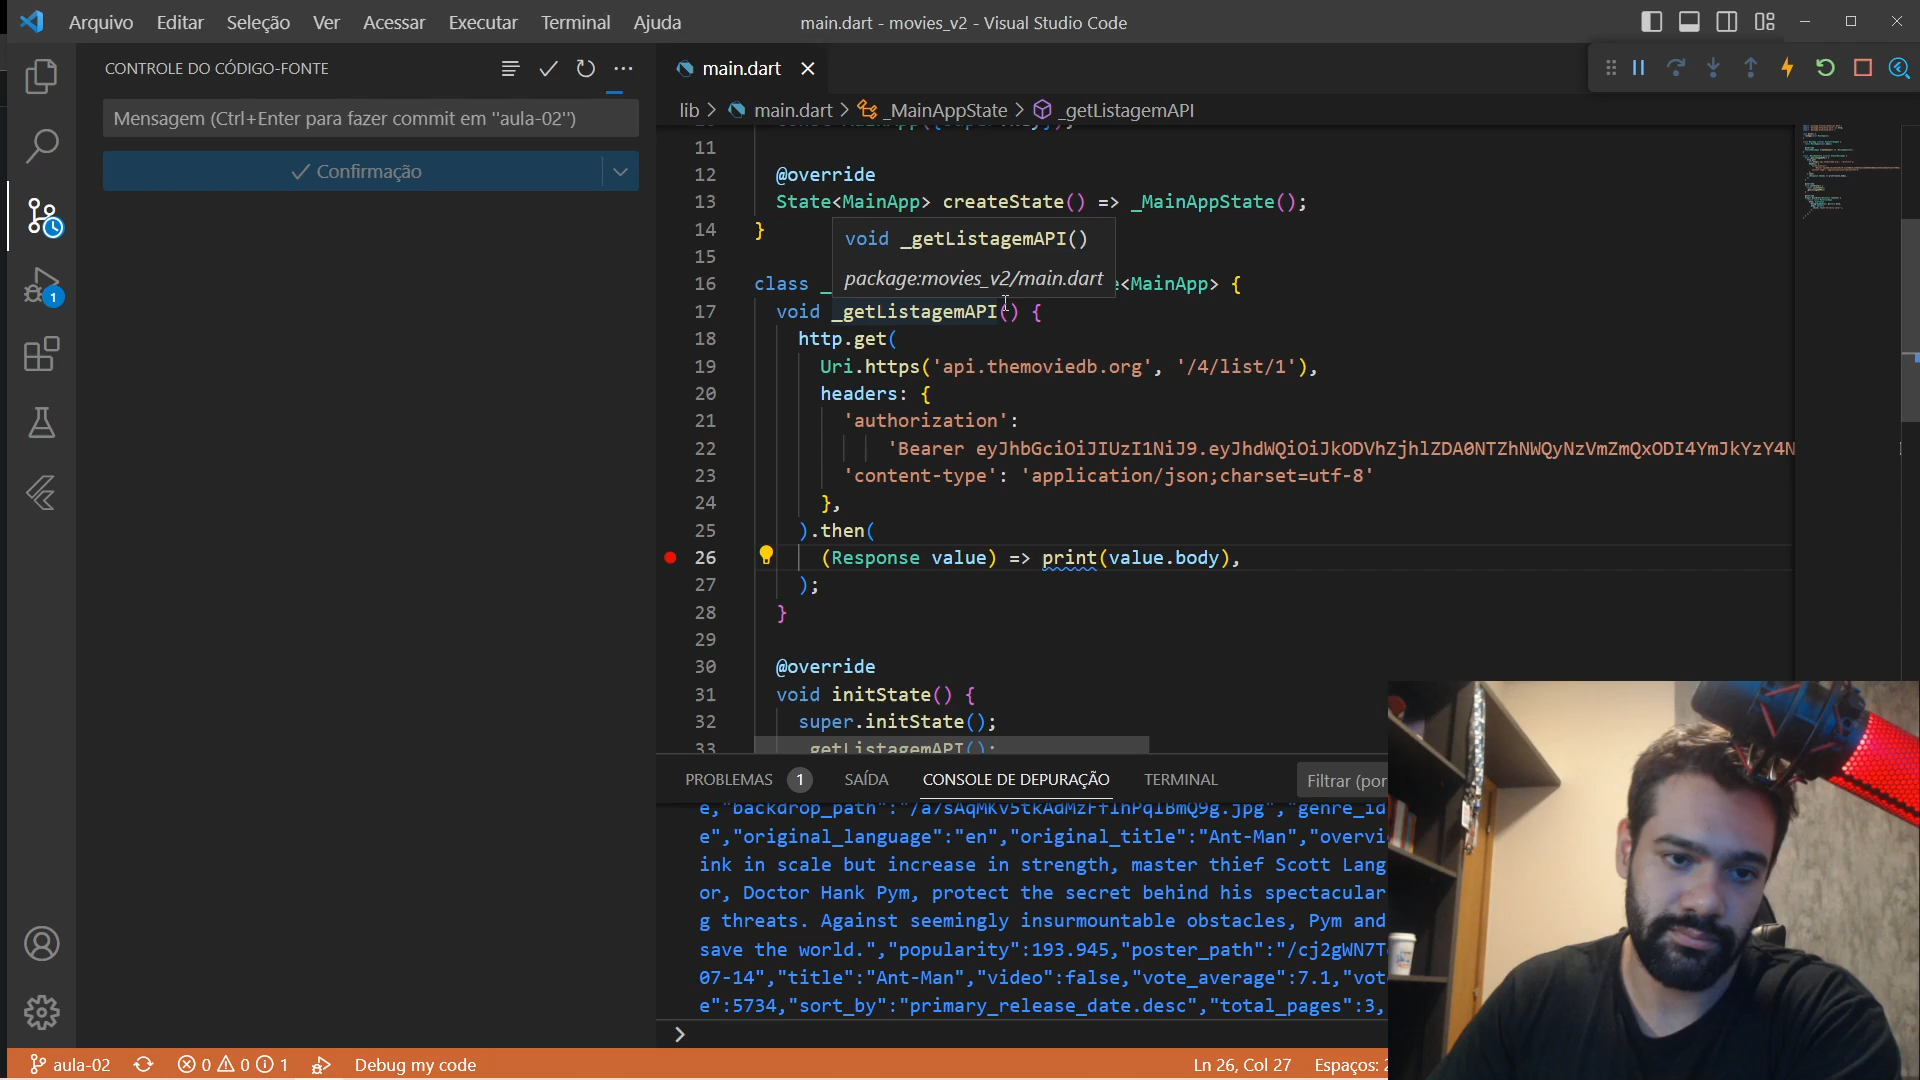 Arquivo Editar Seleção Ver Acessar Executar Terminal Ajuda
main.dart - movies_v2 - Visual Studio Code
CONTROLE DO CÓDIGO-FONTE
Mensagem (Ctrl+Enter para fazer commit em "aula-02")
Confirmação
main.dart
lib > main.dart > _MainAppState > _getListagemAPI
11
12 @override
13 State<MainApp> createState() => _MainAppState();
14 }
void _getListagemAPI()
package:movies_v2/main.dart
15
16 class _ <MainApp> {
17 void _getListagemAPI() {
18 http.get(
19 Uri.https('api.themoviedb.org', '/4/list/1'),
20 headers: {
21 'authorization':
22 'Bearer eyJhbGciOiJIUzI1NiJ9.eyJhdWQiOiJkODVhZjhlZDA0NTZhNWQyNzVmZmQxODI4YmJkYzY4N
23 'content-type': 'application/json;charset=utf-8'
24 },
25 ).then(
26 (Response value) => print(value.body),
27 );
28 }
29
30 @override
31 void initState() {
32 super.initState();
33 _getListagemAPI();
PROBLEMAS 1 SAÍDA CONSOLE DE DEPURAÇÃO TERMINAL Filtrar (por
e,"backdrop_path":"/a7sAqMKv5tkAdMzFfIhPqIBmQ9g.jpg","genre_id
e","original_language":"en","original_title":"Ant-Man","overvi
ink in scale but increase in strength, master thief Scott Lang
or, Doctor Hank Pym, protect the secret behind his spectacular
g threats. Against seemingly insurmountable obstacles, Pym and
save the world.","popularity":193.945,"poster_path":"/cj2gWN7T
07-14","title":"Ant-Man","video":false,"vote_average":7.1,"vot
e":5734,"sort_by":"primary_release_date.desc","total_pages":3,
>
1
aula-02 0 0 1 Debug my code Ln 26, Col 27 Espaços: